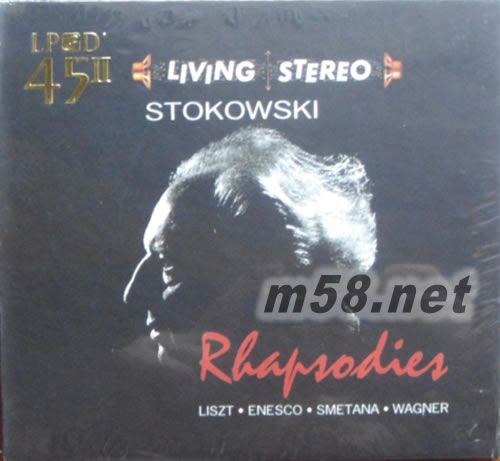 LPCD
45II
LIVING STEREO
STOKOWSKI
m58.net
Rhapsodies
LISZT • ENESCO • SMETANA • WAGNER